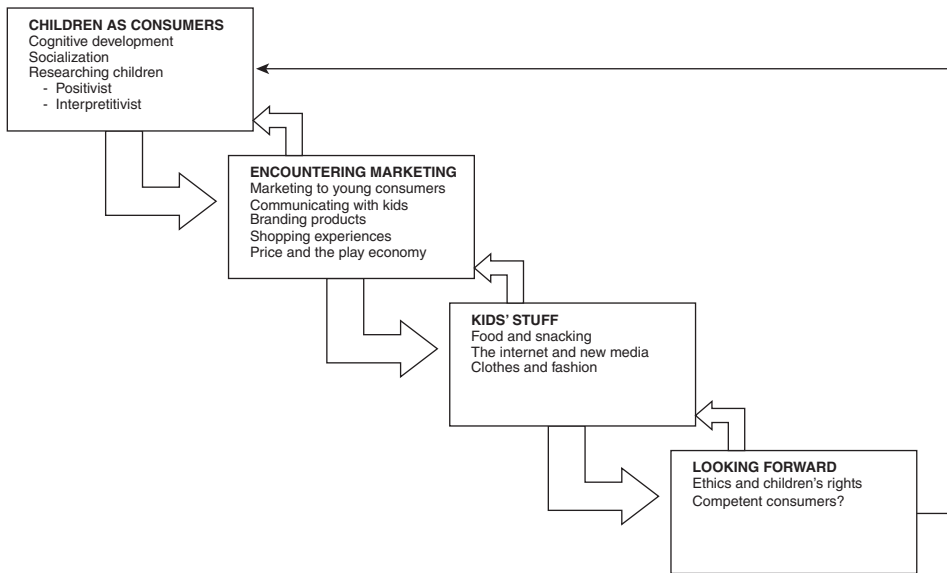 CHILDREN AS CONSUMERS
Cognitive development
Socialization
Researching children
- Positivist
- Interpretitivist
ENCOUNTERING MARKETING
Marketing to young consumers
Communicating with kids
Branding products
Shopping experiences
Price and the play economy
KIDS’ STUFF
Food and snacking
The internet and new media
Clothes and fashion
LOOKING FORWARD
Ethics and children’s rights
Competent consumers?